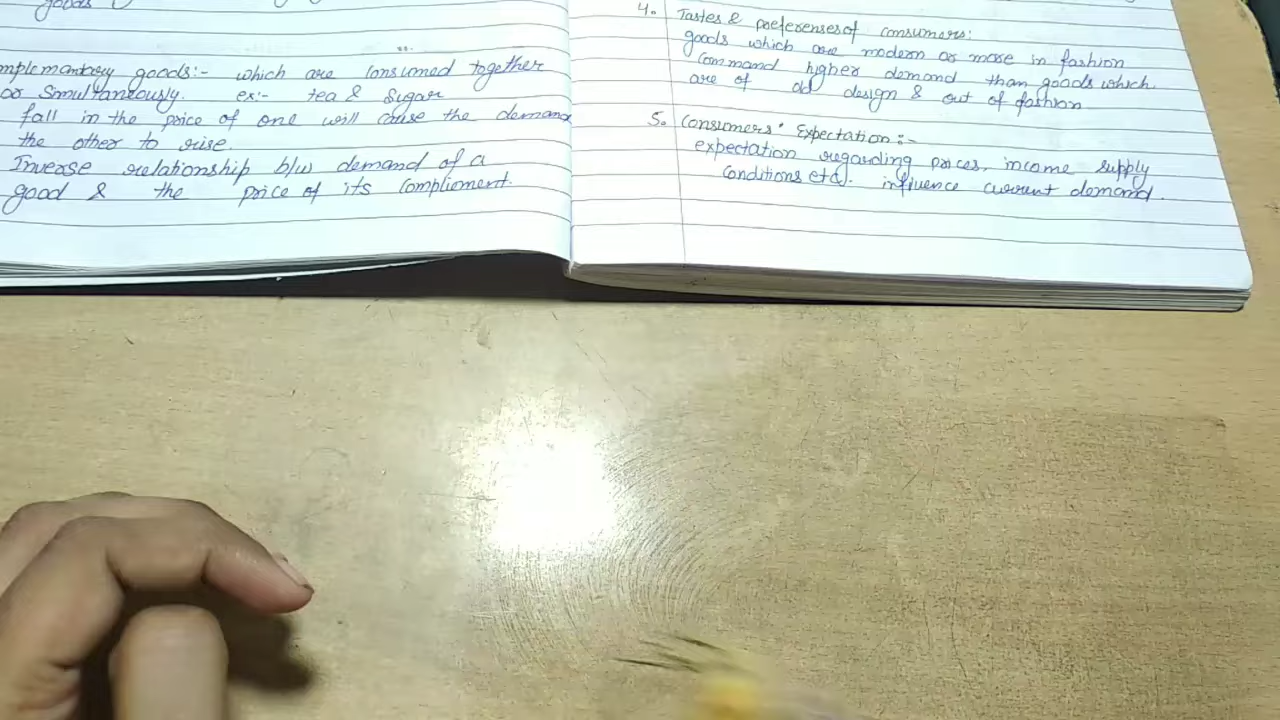 goods
mplementary goods:- which are consumed together
or Simultaneously. ex:- tea & Sugar
fall in the price of one will cause the demand
the other to rise.
Inverse relationship b/w demand of a
good & the price of its compliment.
4. Tastes & preferenses of consumers:
goods which are modern or more in fashion
Command higher demand than goods which
are of old design & out of fashion
5. Consumers' Expectation:-
expectation regarding prices, income supply
Conditions etc. influence current demand.